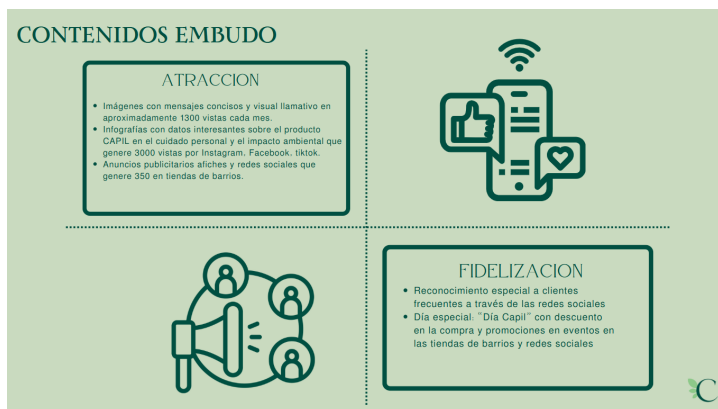 CONTENIDOS EMBUDO
ATRACCION
• Imágenes con mensajes concisos y visual llamativo en
aproximadamente 1300 vistas cada mes.
• Infografías con datos interesantes sobre el producto
CAPIL en el cuidado personal y el impacto ambiental que
genere 3000 vistas por Instagram. Facebook. tiktok.
• Anuncios publicitarios afiches y redes sociales que
genere 350 en tiendas de barrios.
FIDELIZACION
• Reconocimiento especial a clientes
frecuentes a través de las redes sociales
• Día especial: "Día Capil" con descuento
en la compra y promociones en eventos en
las tiendas de barrios y redes sociales
C